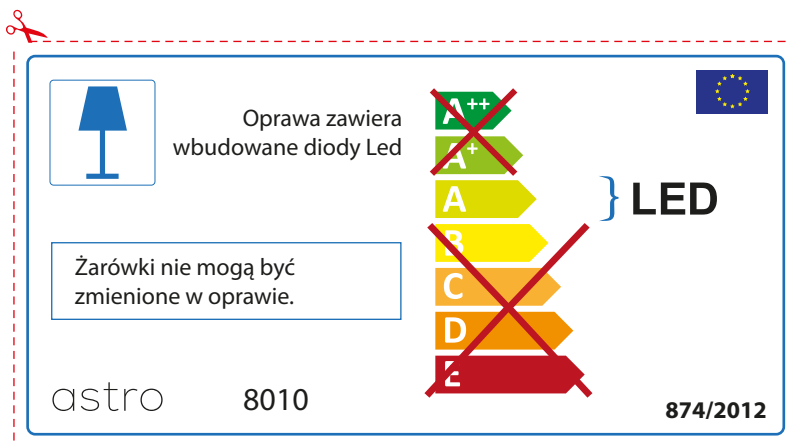 Oprawa zawiera
wbudowane diody Led
A++
A+
A
B
C
D
E
LED
Żarówki nie mogą być
zmienione w oprawie.
astro
8010
874/2012